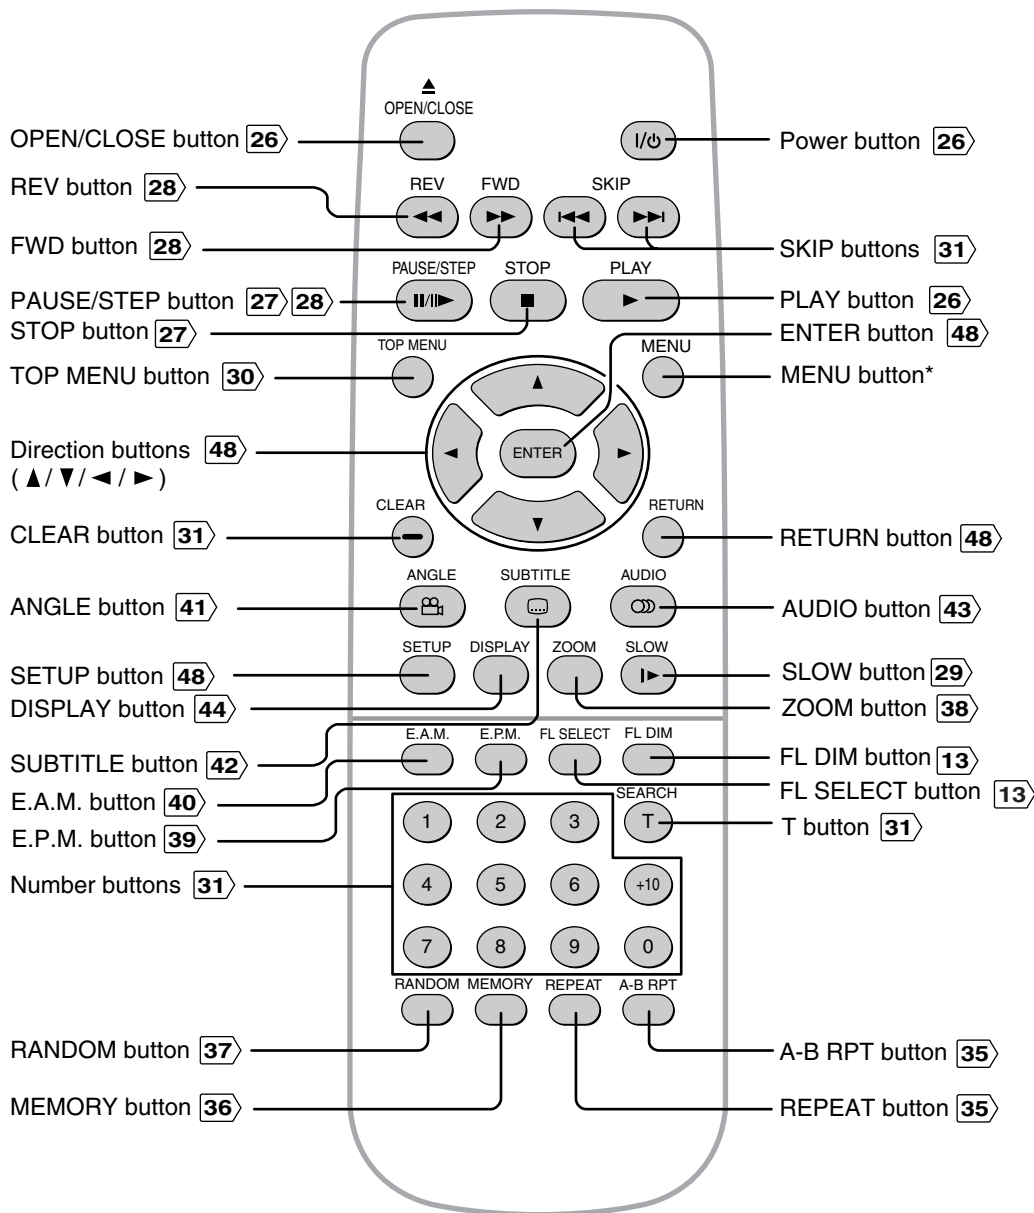 OPEN/CLOSE
OPEN/CLOSE button 26
I/⏻
Power button 26
REV button 28
REV FWD SKIP
FWD button 28
SKIP buttons 31
PAUSE/STEP STOP PLAY
PAUSE/STEP button 27 28
PLAY button 26
STOP button 27
ENTER button 48
TOP MENU MENU
TOP MENU button 30
MENU button*
Direction buttons 48
(▲/▼/◄/►)
ENTER
CLEAR RETURN
CLEAR button 31
RETURN button 48
ANGLE SUBTITLE AUDIO
ANGLE button 41
AUDIO button 43
SETUP DISPLAY ZOOM SLOW
SETUP button 48
SLOW button 29
DISPLAY button 44
ZOOM button 38
E.A.M. E.P.M. FL SELECT FL DIM
SUBTITLE button 42
FL DIM button 13
E.A.M. button 40
FL SELECT button 13
SEARCH
E.P.M. button 39
1 2 3 T
T button 31
Number buttons 31
4 5 6 +10
7 8 9 0
RANDOM MEMORY REPEAT A-B RPT
RANDOM button 37
A-B RPT button 35
MEMORY button 36
REPEAT button 35